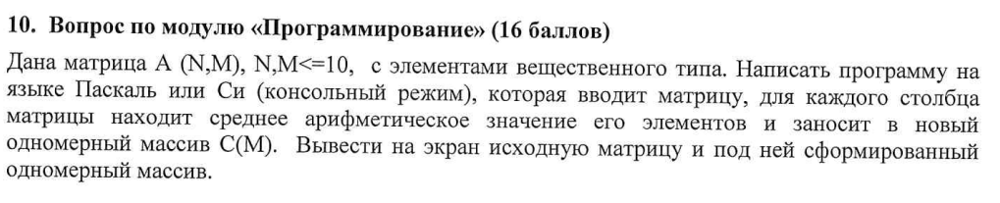 10. Вопрос по модулю «Программирование» (16 баллов)
Дана матрица A (N,M), N,M<=10, с элементами вещественного типа. Написать программу на
языке Паскаль или Си (консольный режим), которая вводит матрицу, для каждого столбца
матрицы находит среднее арифметическое значение его элементов и заносит в новый
одномерный массив C(M). Вывести на экран исходную матрицу и под ней сформированный
одномерный массив.